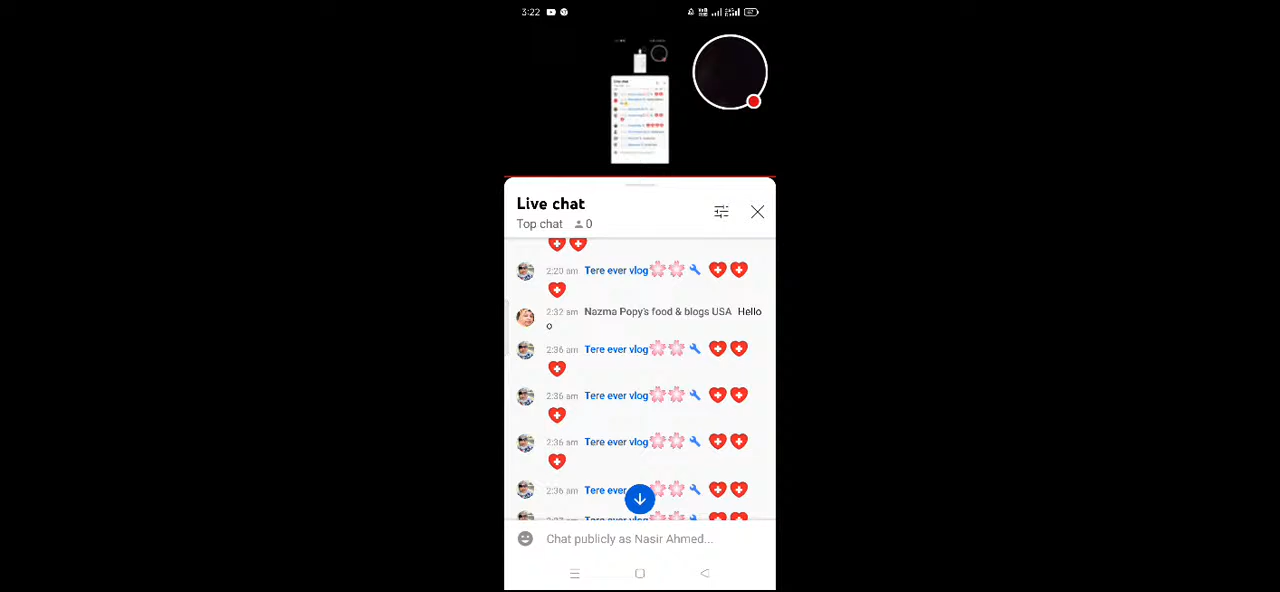 3:22
Live chat
Top chat 0
2:20 am Tere ever vlog
2:32 am Nazma Popy's food & blogs USA Hello
o
2:36 am Tere ever vlog
2:36 am Tere ever vlog
2:36 am Tere ever vlog
2:36 am Tere ever
Chat publicly as Nasir Ahmed...